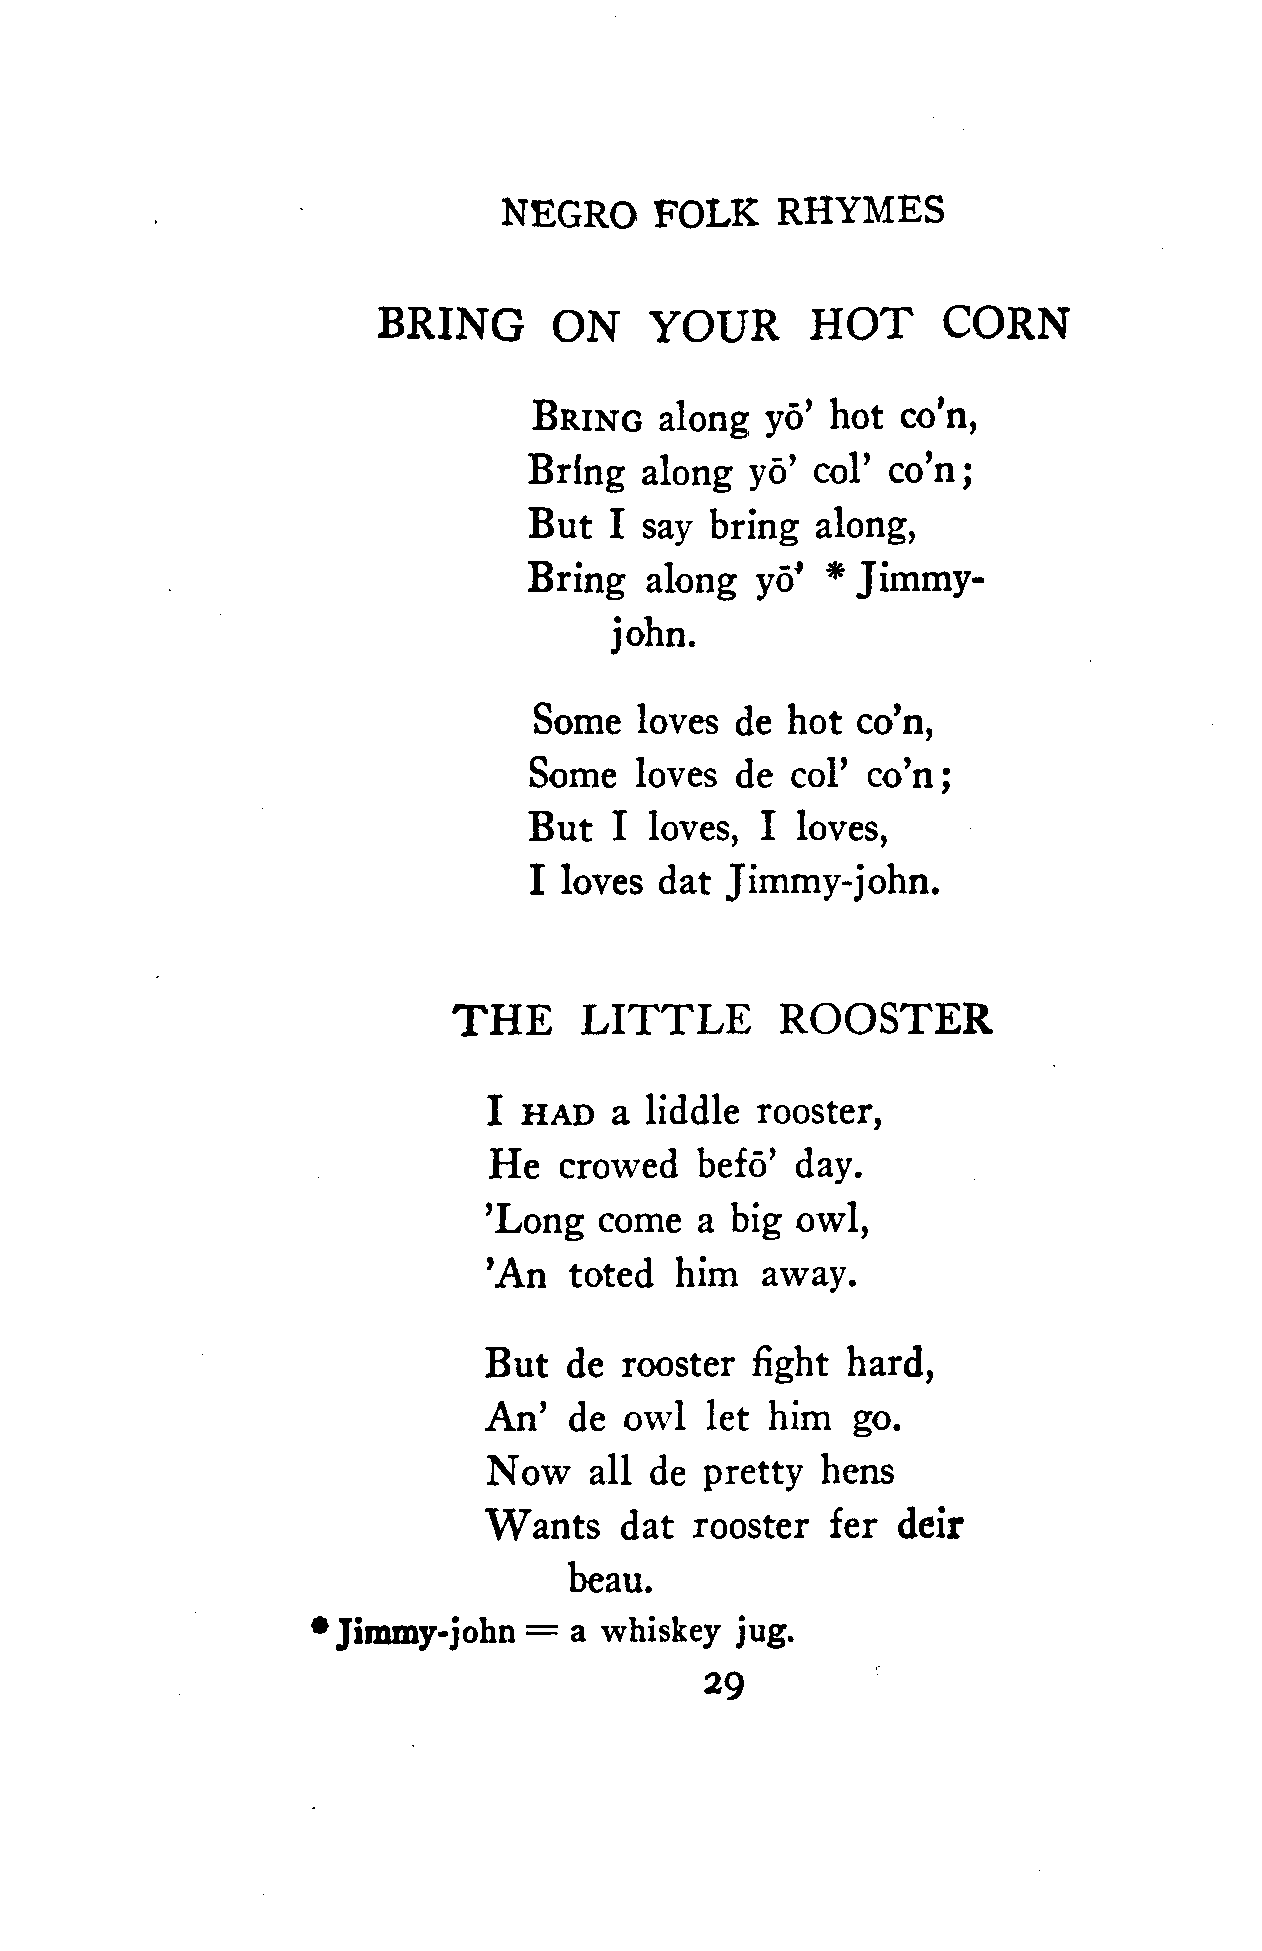 NEGRO FOLK RHYMES
BRING ON YOUR HOT CORN
BRING along yō' hot co'n,
Bring along yō' col' co'n;
But I say bring along,
Bring along yō' * Jimmy-
john.
Some loves de hot co'n,
Some loves de col' co'n;
But I loves, I loves,
I loves dat Jimmy-john.
THE LITTLE ROOSTER
I HAD a liddle rooster,
He crowed befō' day.
'Long come a big owl,
'An toted him away.
But de rooster fight hard,
An' de owl let him go.
Now all de pretty hens
Wants dat rooster fer deir
beau.
* Jimmy-john = a whiskey jug.
29